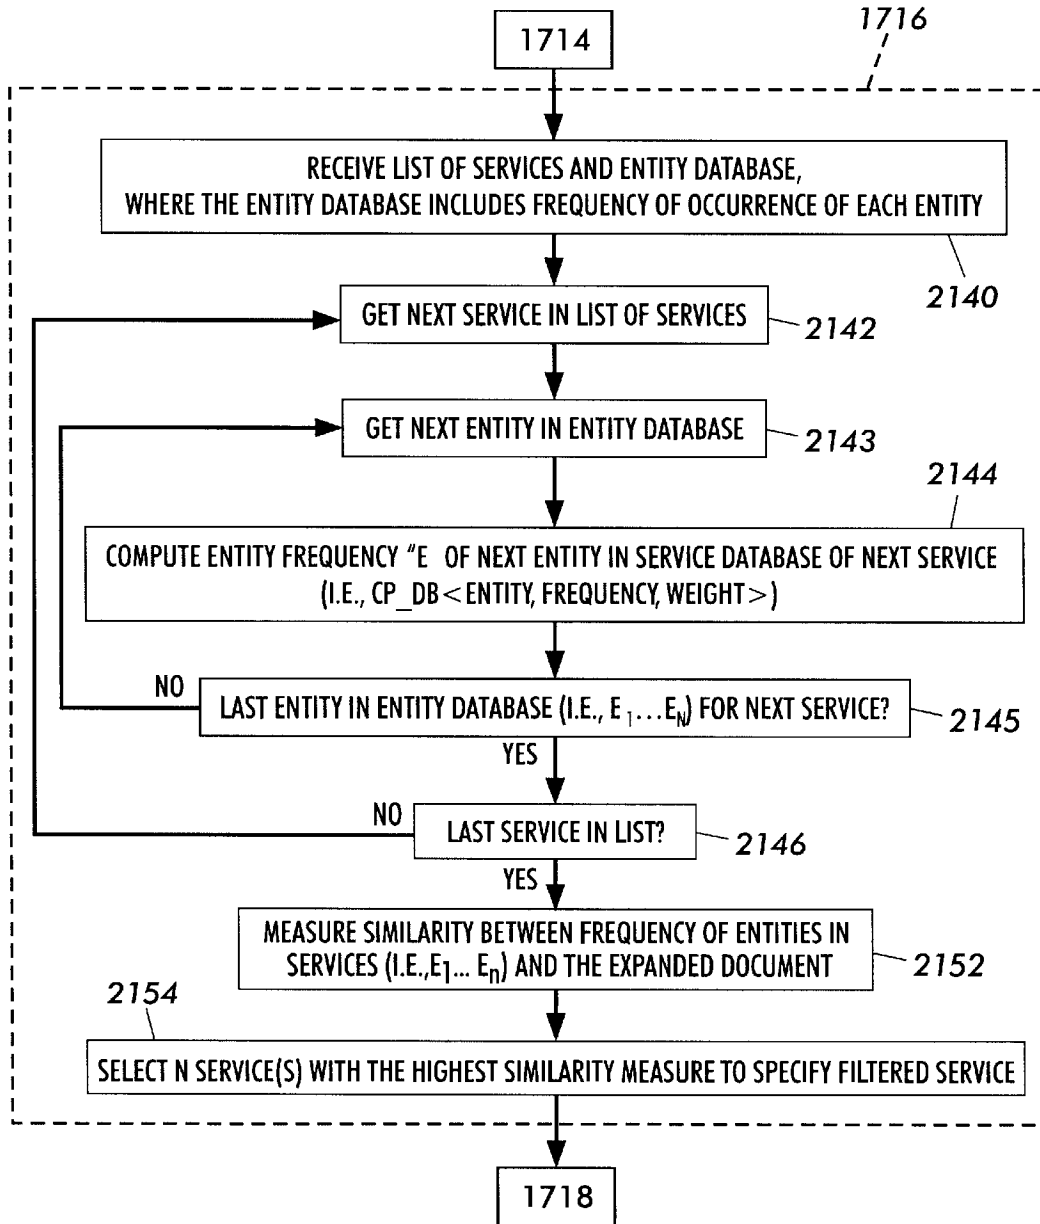 1716
1714
RECEIVE LIST OF SERVICES AND ENTITY DATABASE,
WHERE THE ENTITY DATABASE INCLUDES FREQUENCY OF OCCURRENCE OF EACH ENTITY
2140
GET NEXT SERVICE IN LIST OF SERVICES
2142
GET NEXT ENTITY IN ENTITY DATABASE
2143
2144
COMPUTE ENTITY FREQUENCY "E OF NEXT ENTITY IN SERVICE DATABASE OF NEXT SERVICE
(I.E., CP_DB<ENTITY, FREQUENCY, WEIGHT>)
NO
LAST ENTITY IN ENTITY DATABASE (I.E., E1...EN) FOR NEXT SERVICE?
2145
YES
NO
LAST SERVICE IN LIST?
2146
YES
MEASURE SIMILARITY BETWEEN FREQUENCY OF ENTITIES IN
SERVICES (I.E.,E1... En) AND THE EXPANDED DOCUMENT
2152
2154
SELECT N SERVICE(S) WITH THE HIGHEST SIMILARITY MEASURE TO SPECIFY FILTERED SERVICE
1718